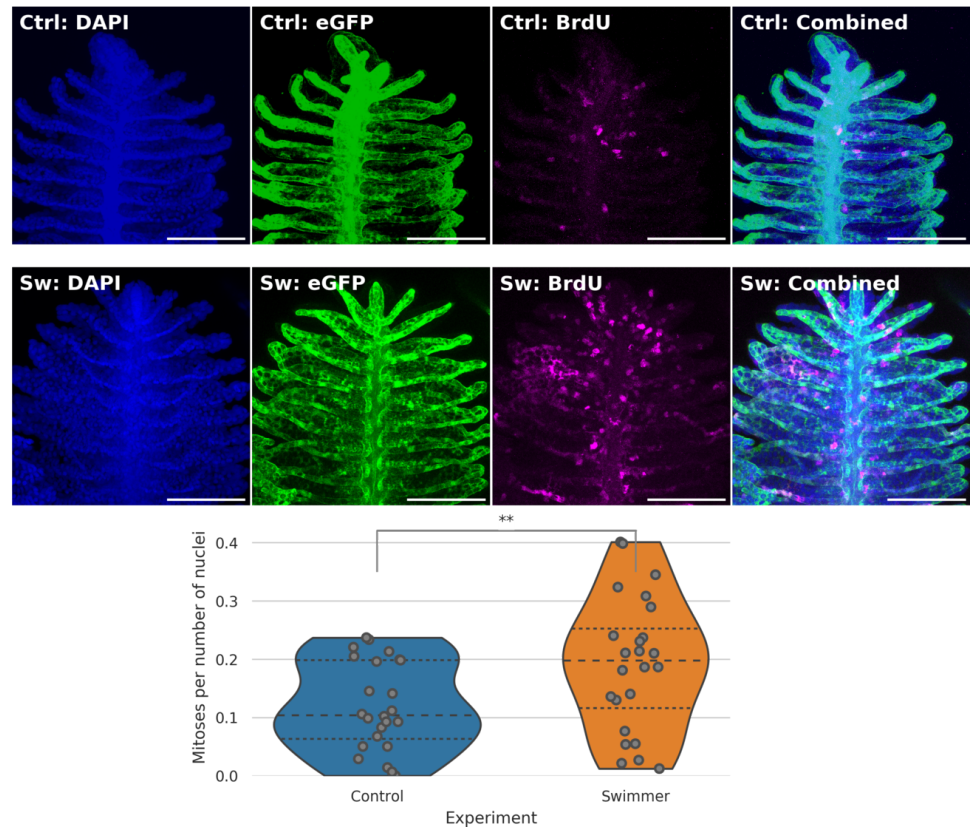 Ctrl: DAPI
Ctrl: eGFP
Ctrl: BrdU
Ctrl: Combined
Sw: DAPI
Sw: eGFP
Sw: BrdU
Sw: Combined
**
Mitoses per number of nuclei
0.4
0.3
0.2
0.1
0.0
Control
Swimmer
Experiment